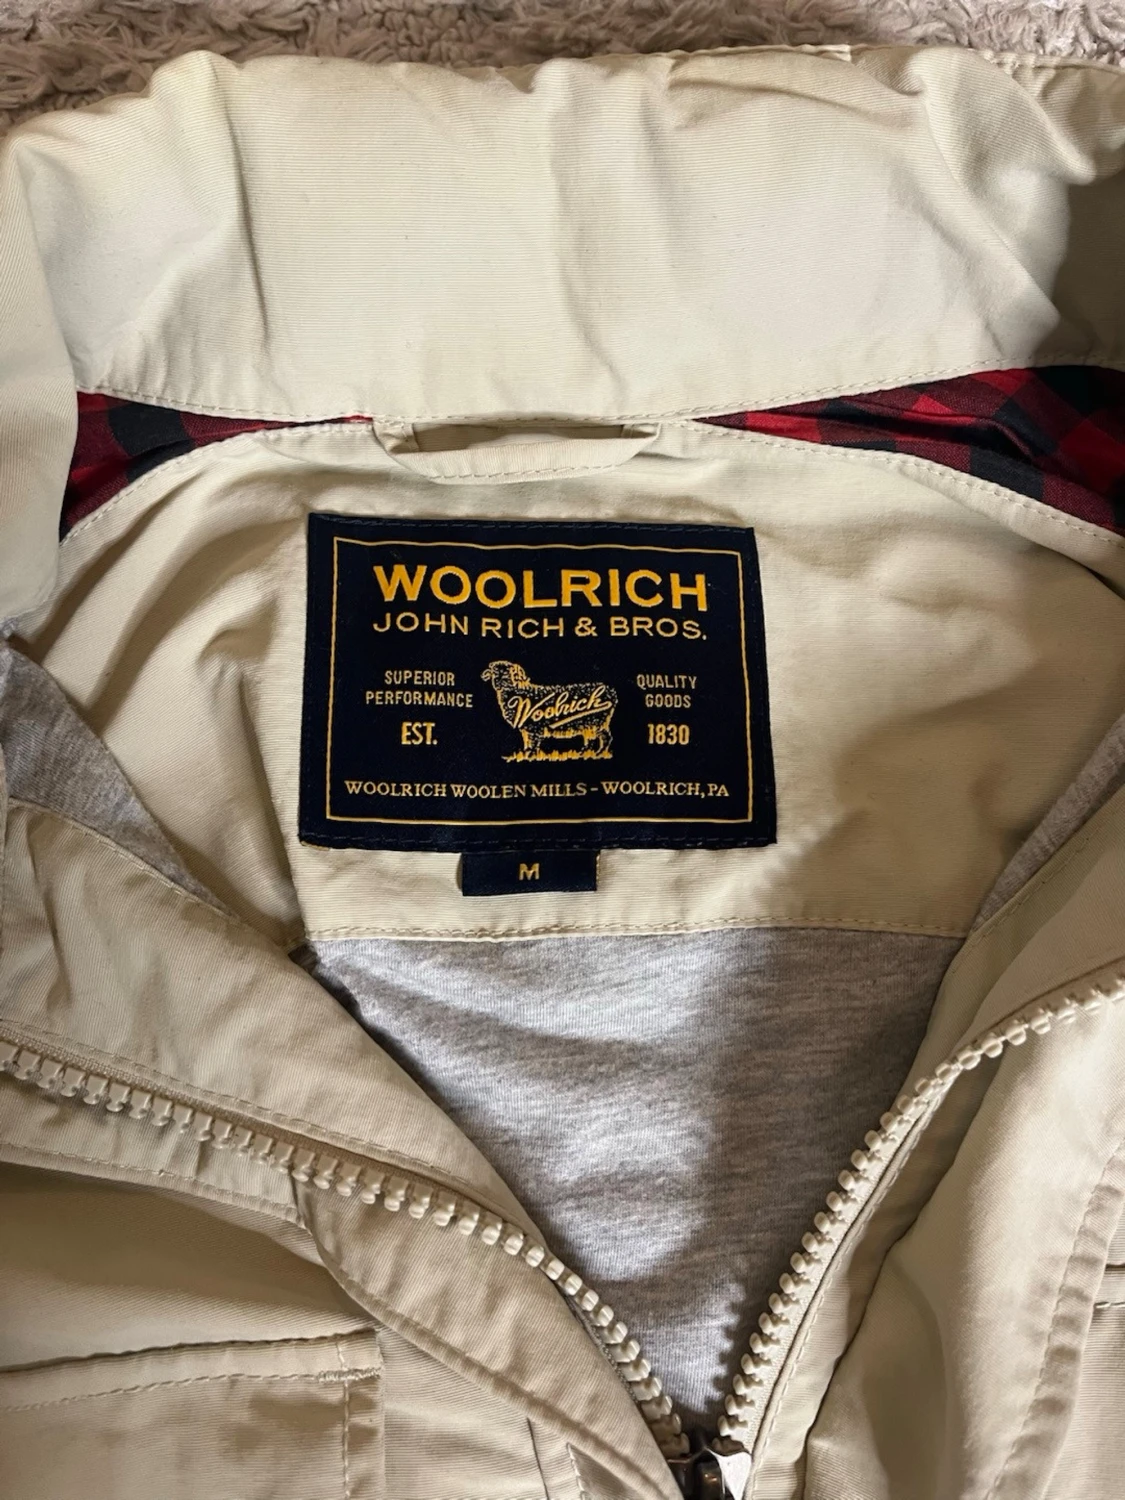 WOOLRICH
JOHN RICH & BROS.
SUPERIOR
PERFORMANCE
EST.
Woolrich
QUALITY
GOODS
1830
WOOLRICH WOOLEN MILLS - WOOLRICH, PA
M